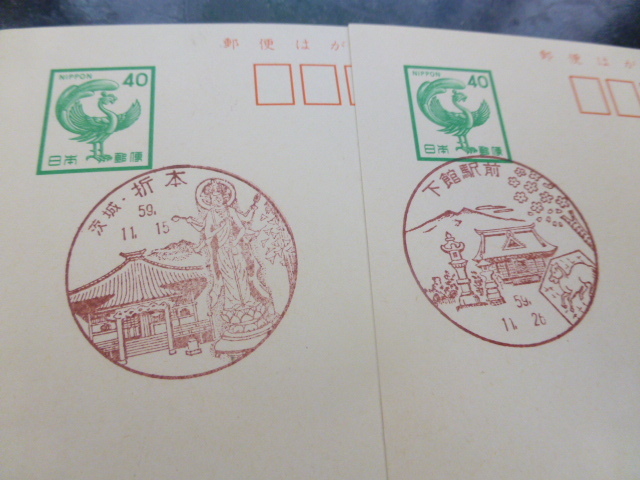 郵便はが
NIPPON 40
日本郵便
茨城・折本
59.
11. 15
郵便はが
NIPPON 40
日本郵便
下館駅前
59.
11. 26